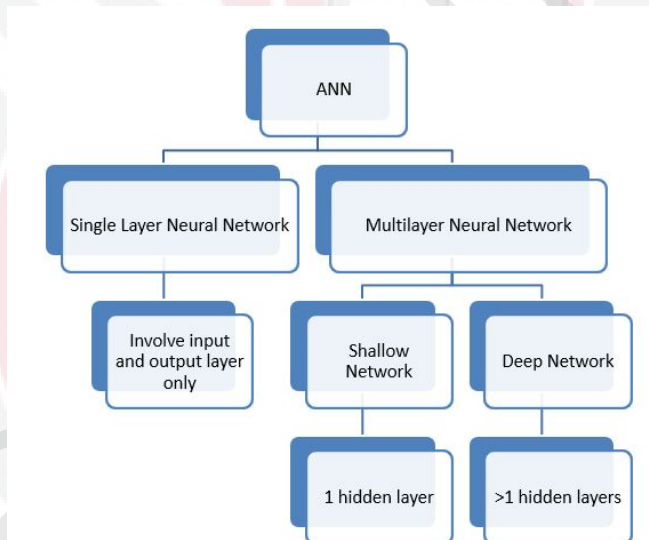 ANN
Single Layer Neural Network
Multilayer Neural Network
Involve input
and output layer
only
Shallow
Network
Deep Network
1 hidden layer
>1 hidden layers